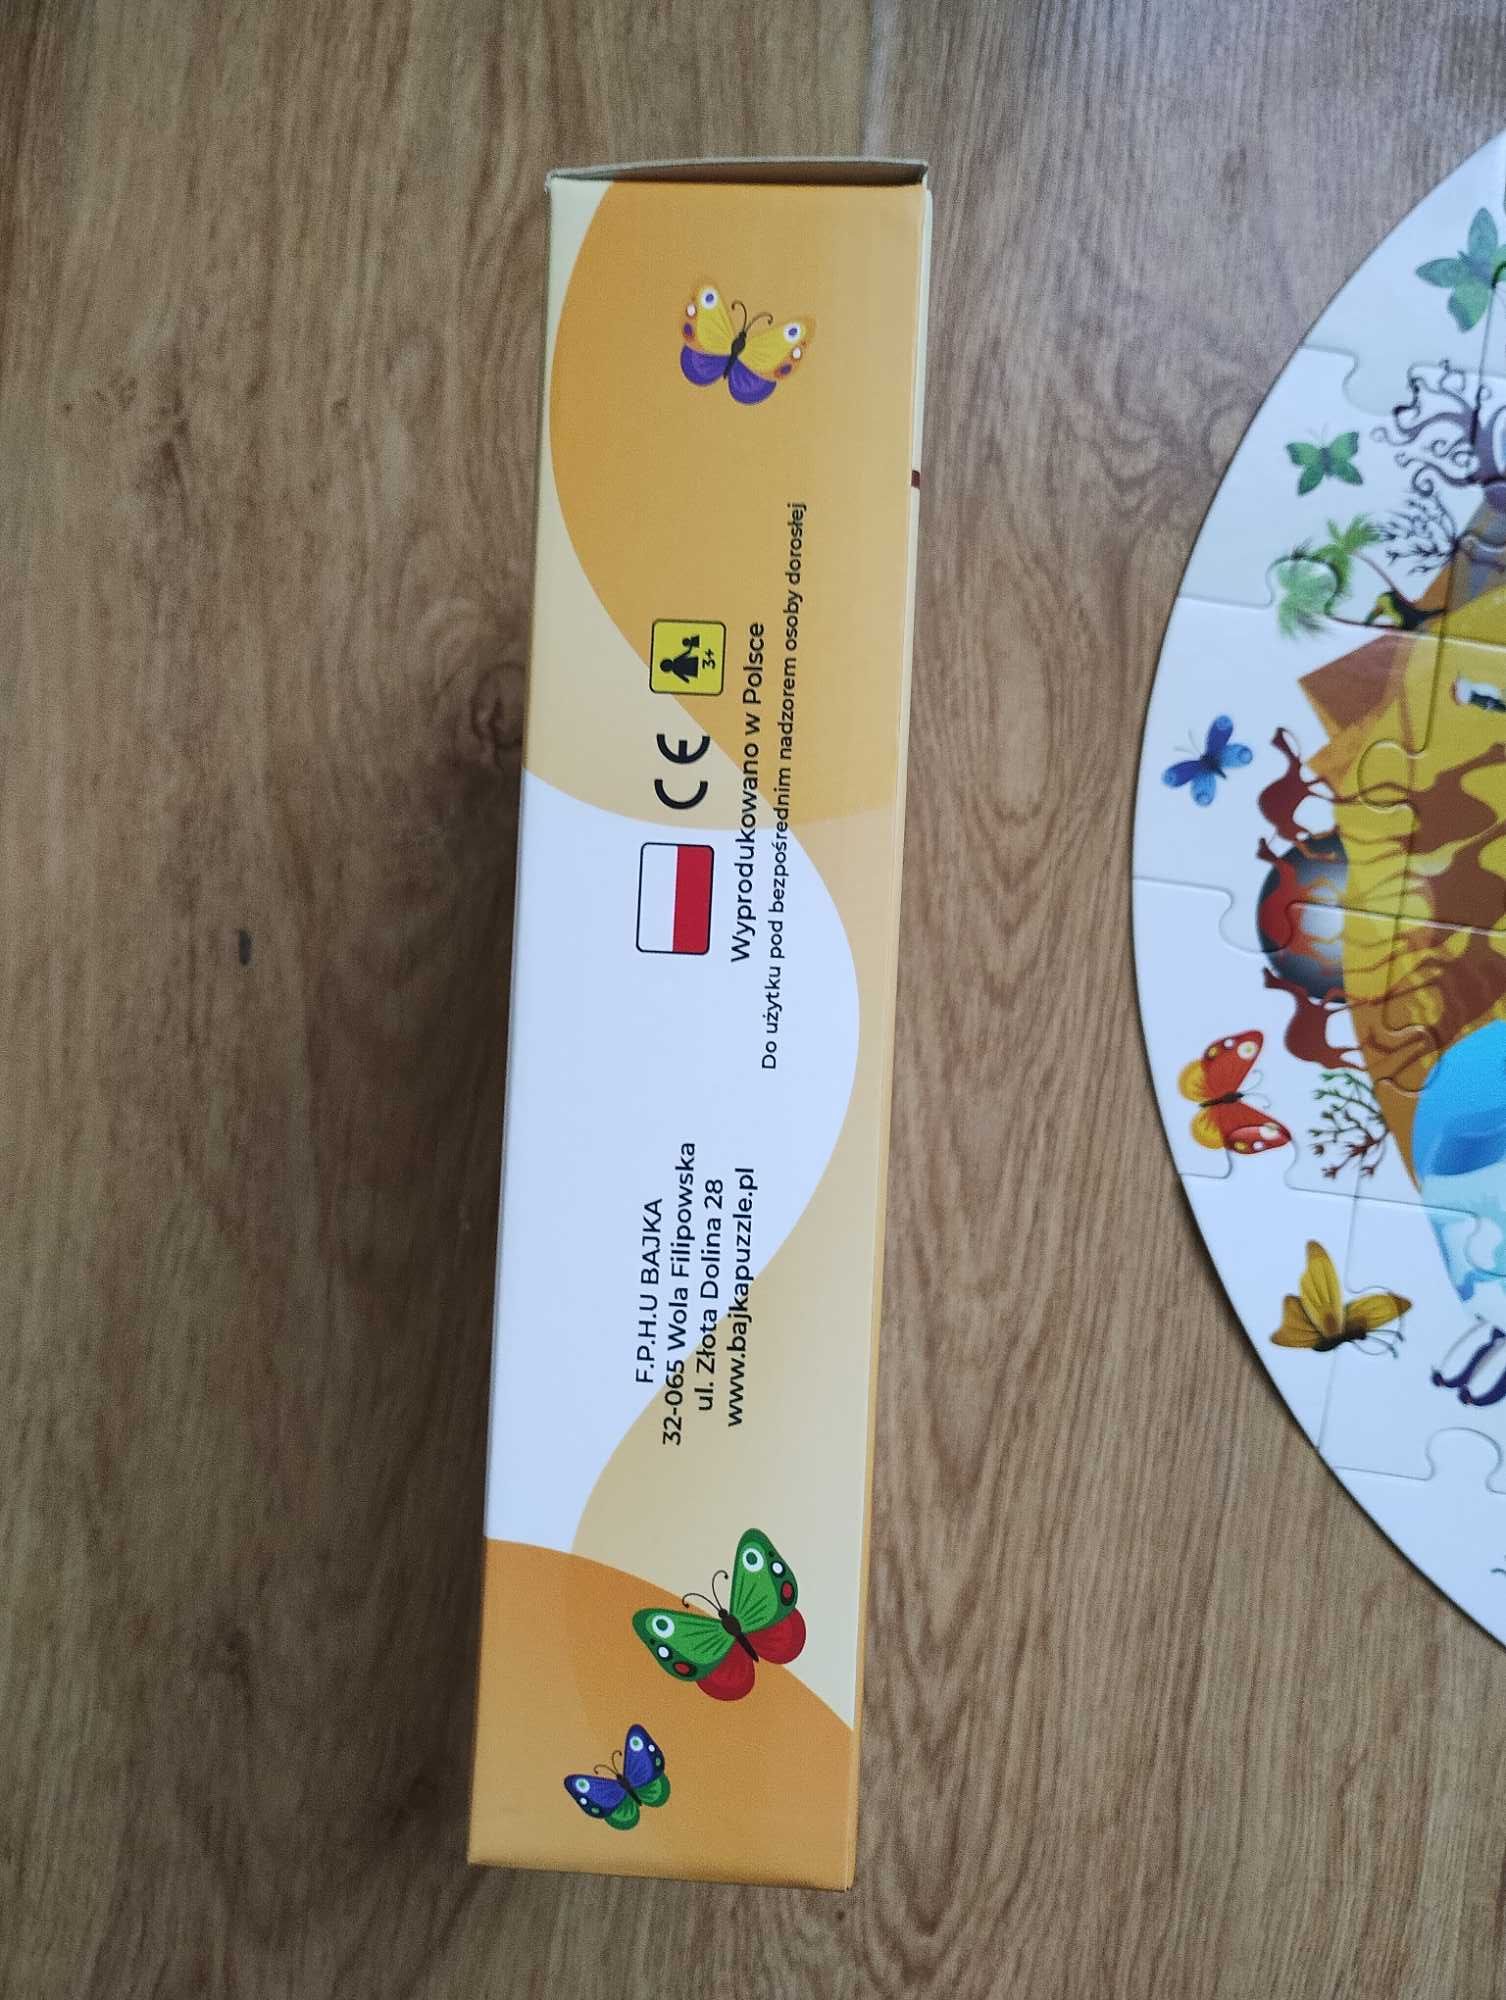 F.P.H.U BAJKA
32-065 Wola Filipowska
ul. Złota Dolina 28
www.bajkapuzzle.pl
CE
3+
Wyprodukowano w Polsce
Do użytku pod bezpośrednim nadzorem osoby dorosłej